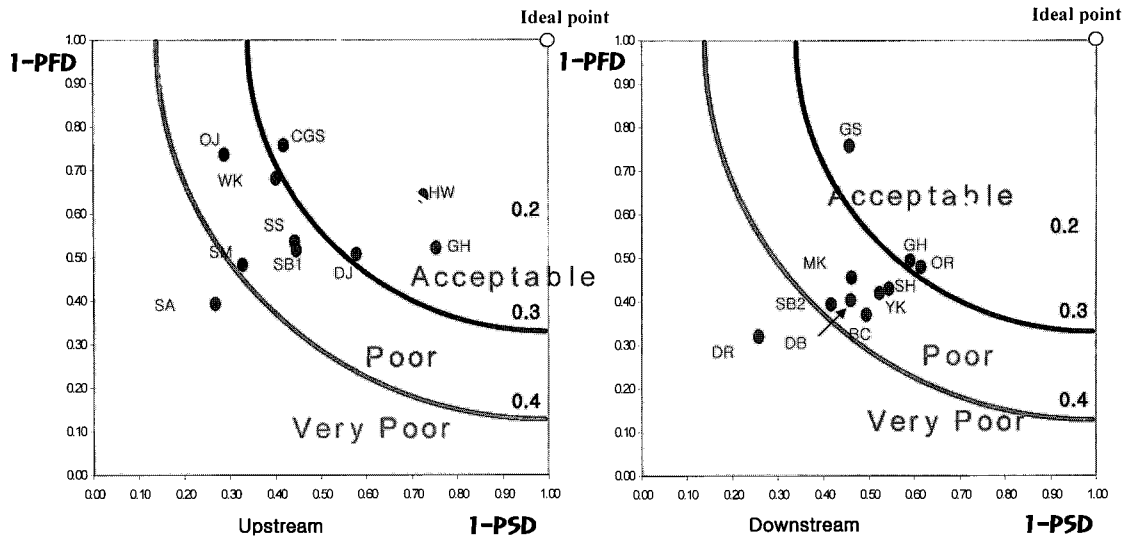 Ideal point
1-PFD
1.00
0.90
0.80
0.70
0.60
0.50
0.40
0.30
0.20
0.10
0.00
OJ
CGS
WK
HW
0.2
SS
GH
SM
SB1
DJ
Acceptable
SA
0.3
Poor
0.4
Very Poor
0.00 0.10 0.20 0.30 0.40 0.50 0.60 0.70 0.80 0.90 1.00
Upstream
1-PSD
Ideal point
1-PFD
1.00
0.90
0.80
0.70
0.60
0.50
0.40
0.30
0.20
0.10
0.00
GS
Acceptable
0.2
GH
MK
OR
SH
SB2
YK
0.3
DB
BC
DR
Poor
0.4
Very Poor
0.00 0.10 0.20 0.30 0.40 0.50 0.60 0.70 0.80 0.90 1.00
Downstream
1-PSD